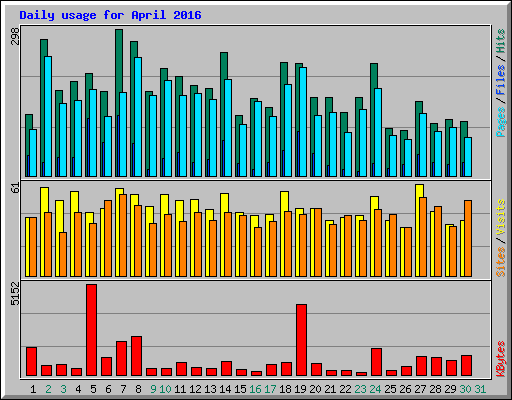 Daily usage for April 2016
298
61
5152
Pages / Files / Hits
Sites / Visits
KBytes
1 2 3 4 5 6 7 8 9 10 11 12 13 14 15 16 17 18 19 20 21 22 23 24 25 26 27 28 29 30 31